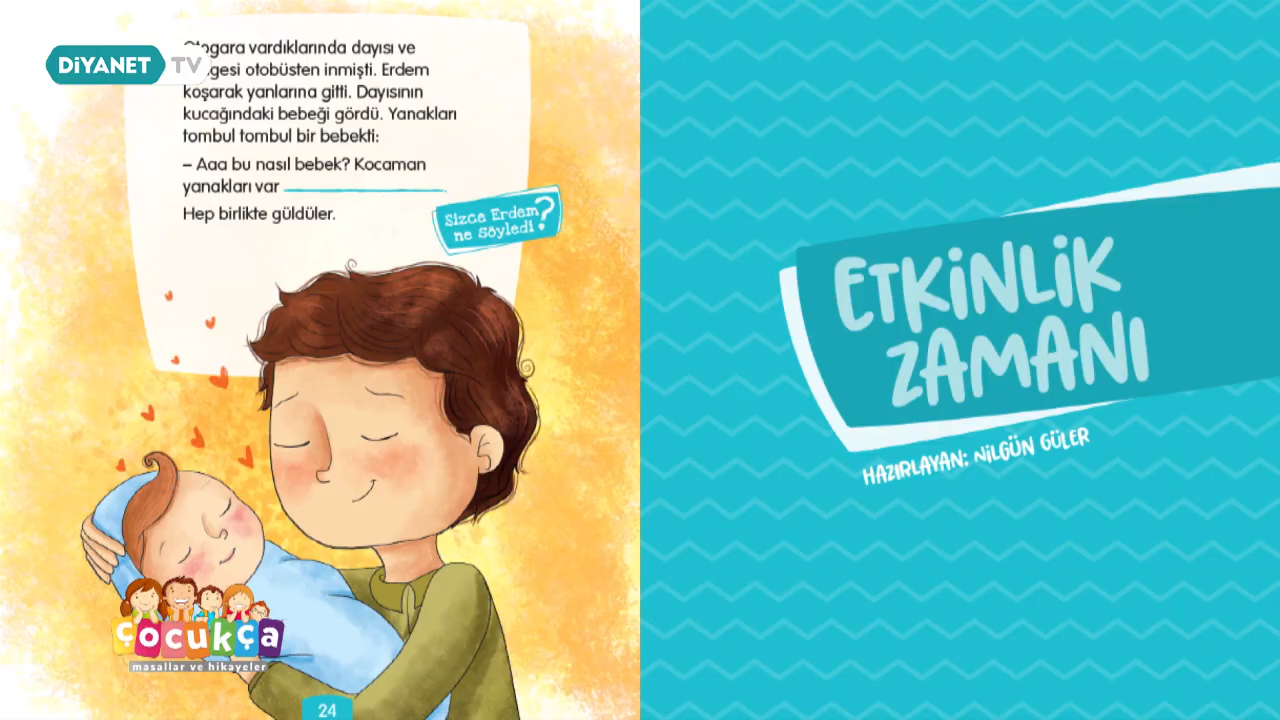 DİYANET TV
vardıklarında dayısı ve
otobüsten inmişti. Erdem
koşarak yanlarına gitti. Dayısının
kucağındaki bebeği gördü. Yanakları
tombul tombul bir bebekti:
– Aaa bu nasıl bebek? Kocaman
yanakları var
Hep birlikte güldüler.
Sizce Erdem
ne söyledi?
çocukça
masallar ve hikayeler
24
ETKİNLİK
ZAMANI
HAZIRLAYAN: NİLGÜN GÜLER